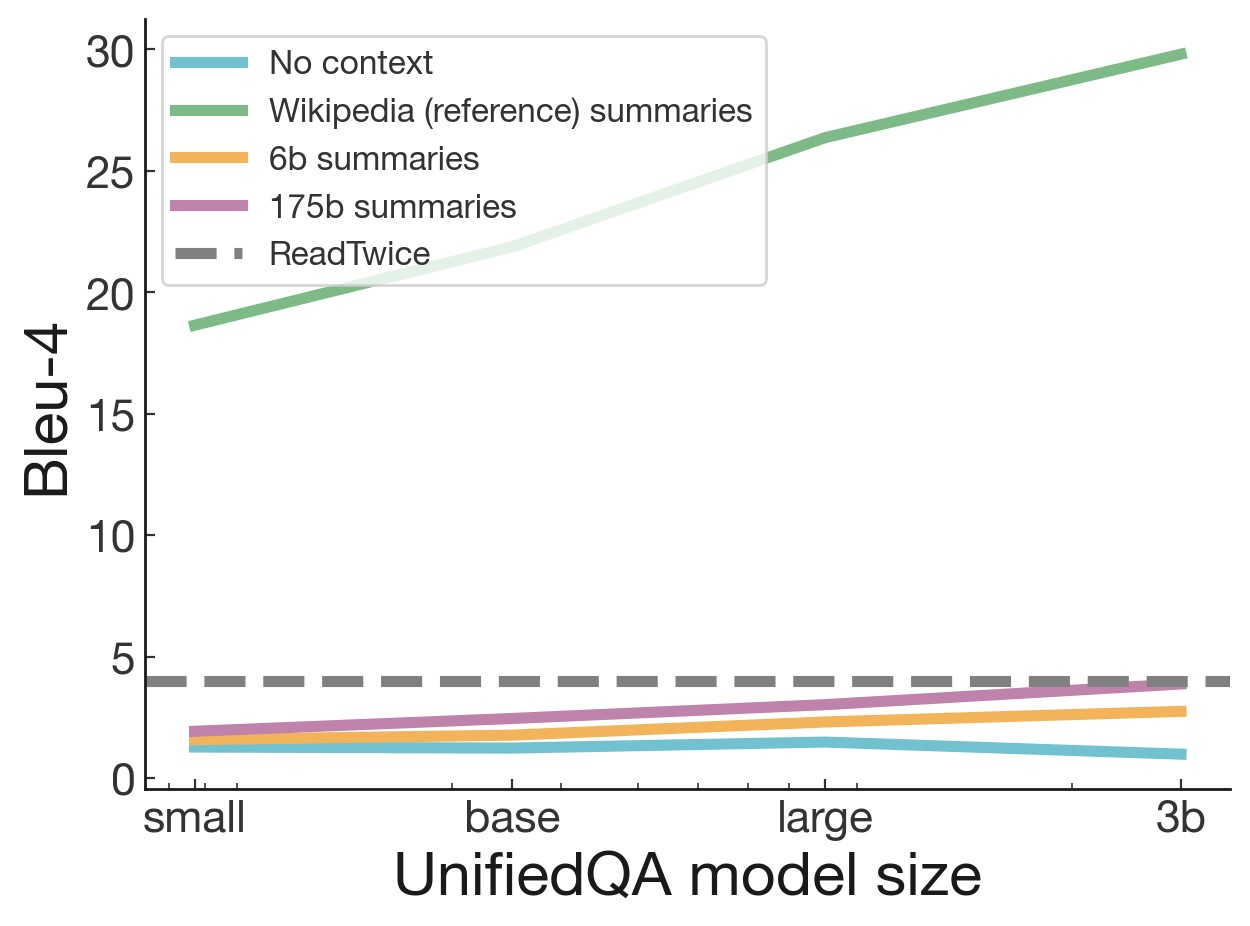 30
25
20
15
10
5
0
Bleu-4
No context
Wikipedia (reference) summaries
6b summaries
175b summaries
ReadTwice
small base large 3b
UnifiedQA model size